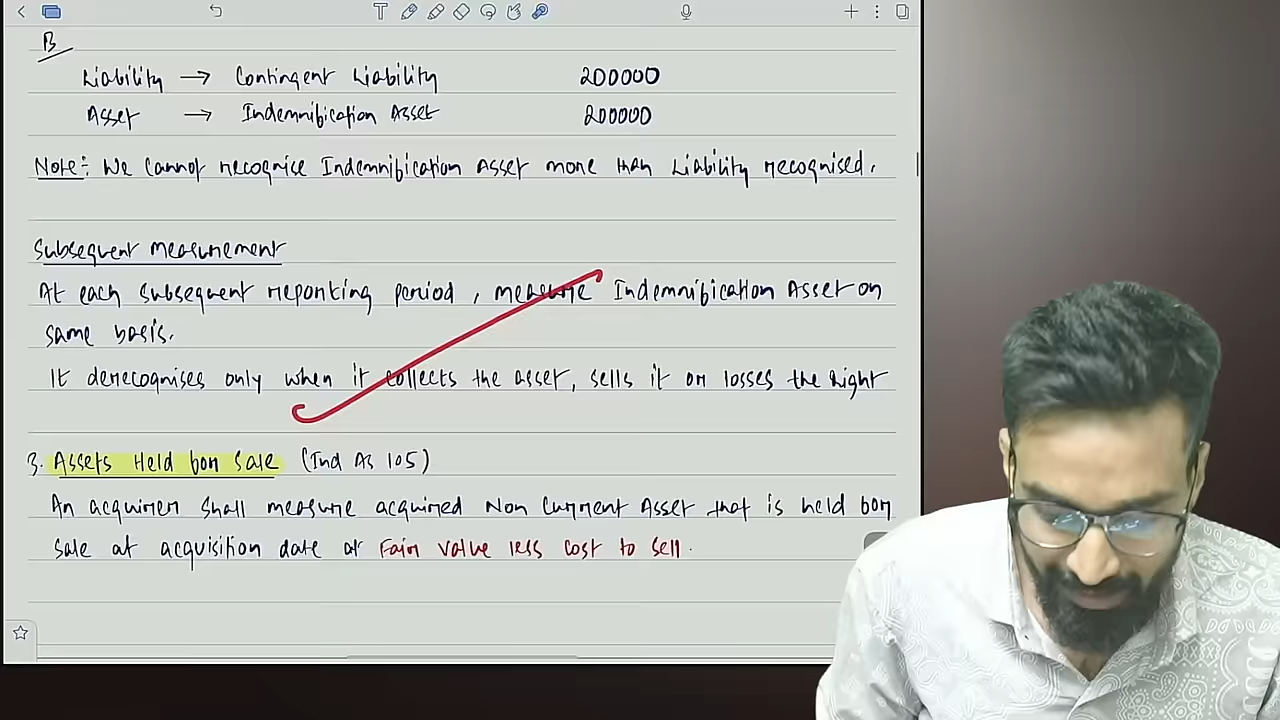 B
Liability → Contingent Liability 200000
Asset → Indemnification Asset 200000
Note:- We cannot recognise Indemnification Asset more than Liability recognised.
Subsequent Measurement
At each subsequent reporting period, measure Indemnification Asset on
same basis.
It derecognises only when it collects the asset, sells it or losses the right
3. Assets Held for Sale (Ind As 105)
An acquirer shall measure acquired Non Current Asset that is held for
sale at acquisition date at Fair value less cost to sell.